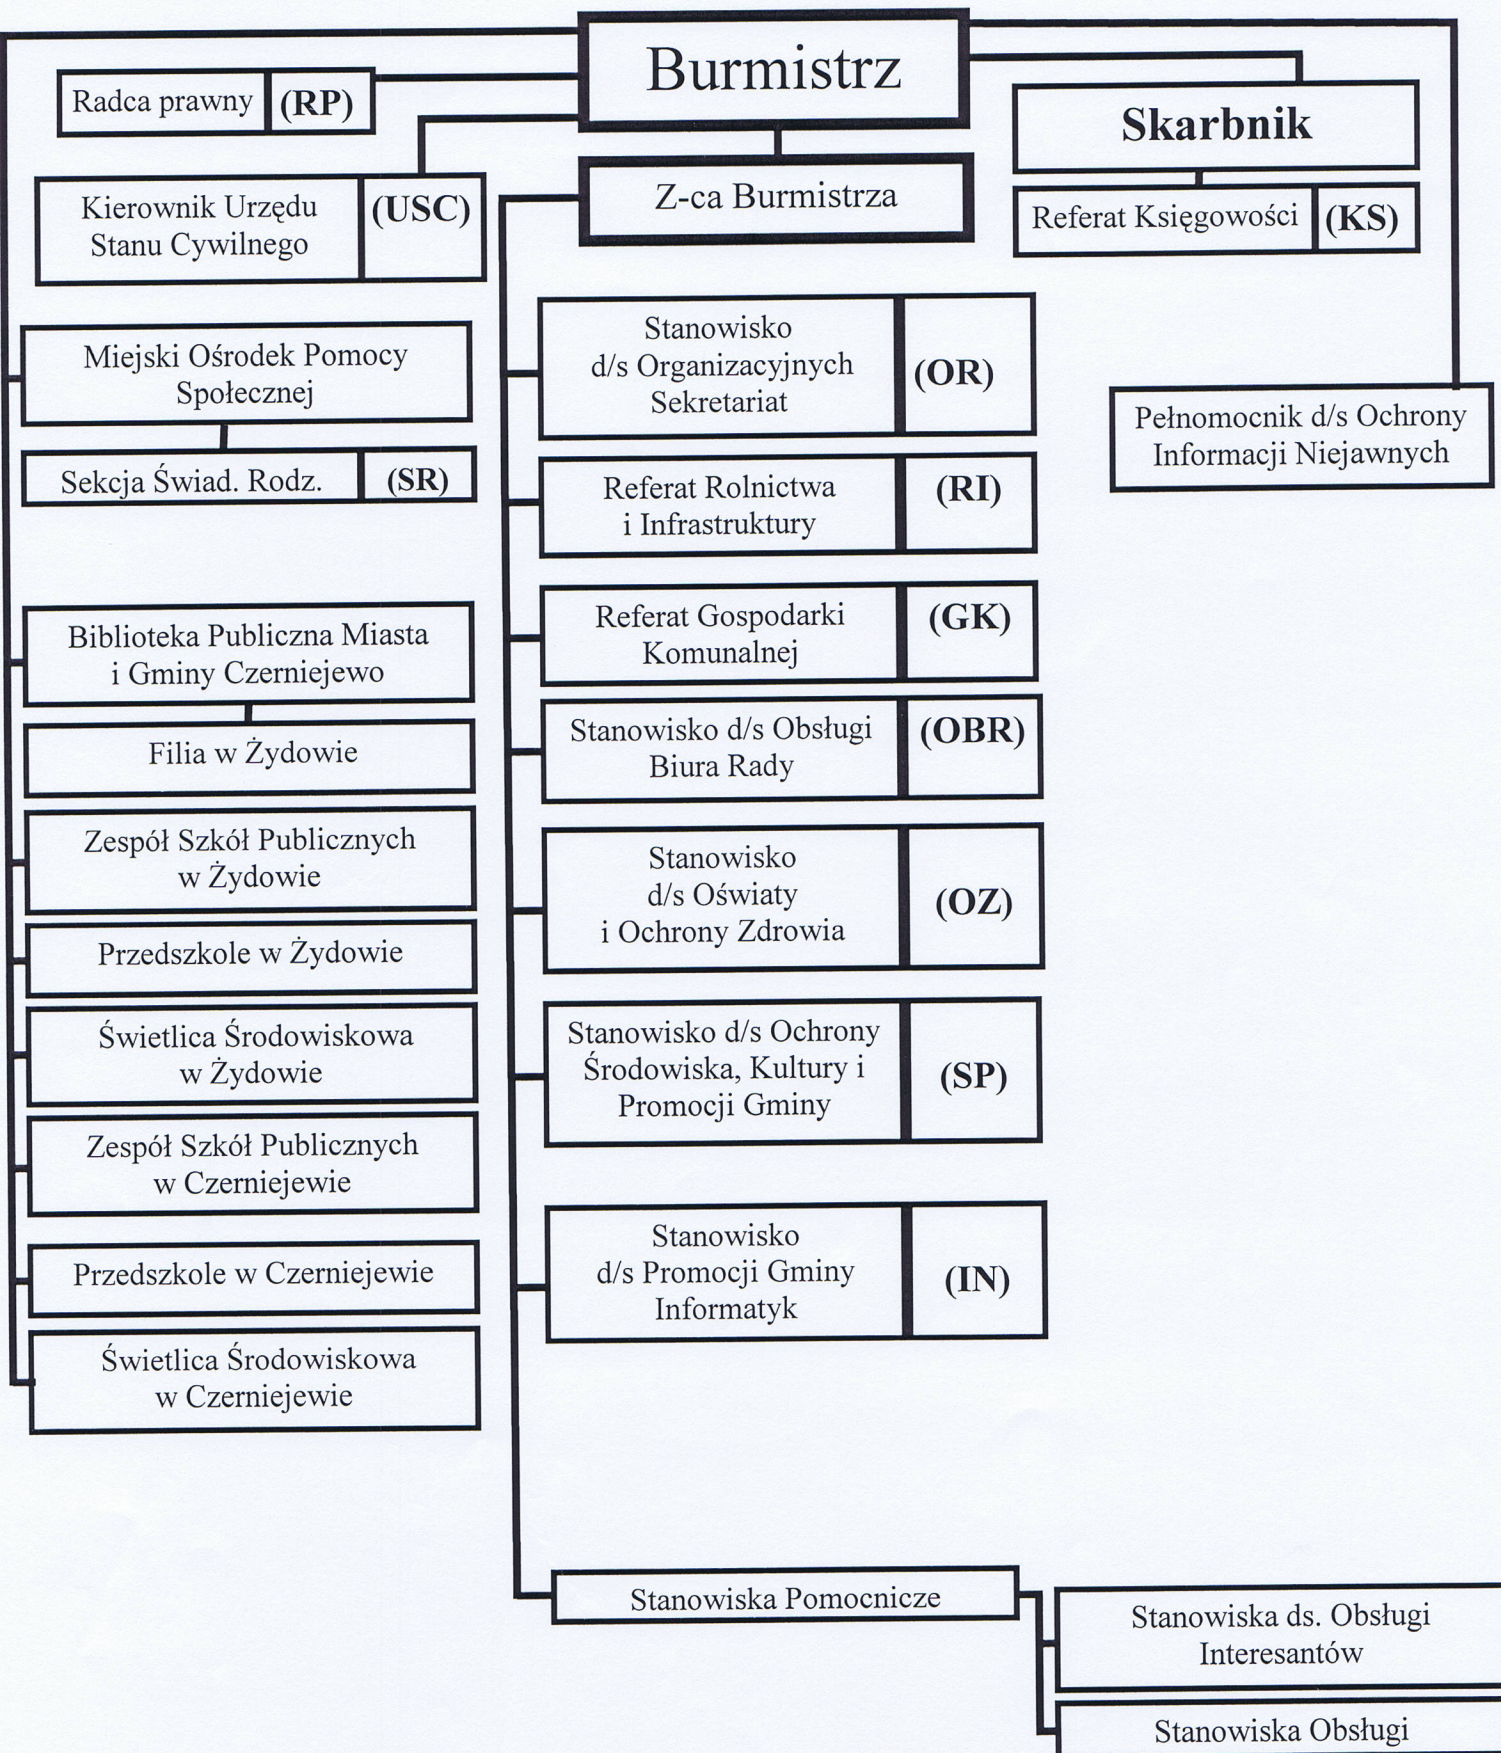 Burmistrz
Radca prawny (RP)
Skarbnik
Z-ca Burmistrza
Kierownik Urzędu (USC)
Stanu Cywilnego
Referat Księgowości (KS)
Miejski Ośrodek Pomocy
Społecznej
Sekcja Świad. Rodz. (SR)
Biblioteka Publiczna Miasta
i Gminy Czerniejewo
Filia w Żydowie
Zespół Szkół Publicznych
w Żydowie
Przedszkole w Żydowie
Świetlica Środowiskowa
w Żydowie
Zespół Szkół Publicznych
w Czerniejewie
Przedszkole w Czerniejewie
Świetlica Środowiskowa
w Czerniejewie
Stanowisko
d/s Organizacyjnych (OR)
Sekretariat
Referat Rolnictwa (RI)
i Infrastruktury
Referat Gospodarki (GK)
Komunalnej
Stanowisko d/s Obsługi (OBR)
Biura Rady
Stanowisko
d/s Oświaty (OZ)
i Ochrony Zdrowia
Stanowisko d/s Ochrony
Środowiska, Kultury i (SP)
Promocji Gminy
Stanowisko
d/s Promocji Gminy (IN)
Informatyk
Pełnomocnik d/s Ochrony
Informacji Niejawnych
Stanowiska Pomocnicze
Stanowiska ds. Obsługi
Interesantów
Stanowiska Obsługi